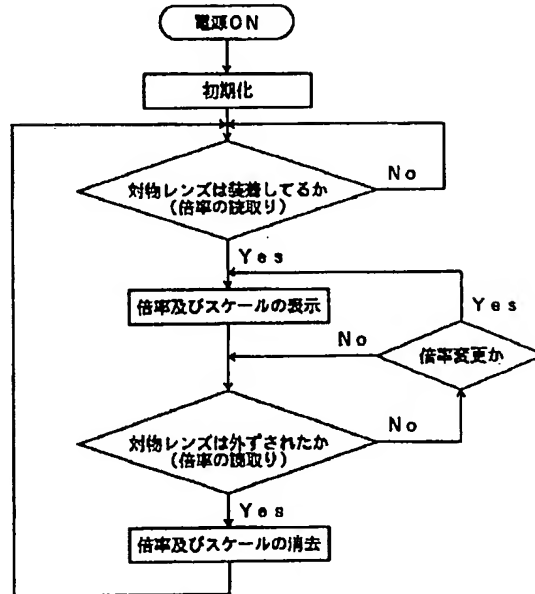 電源ON
初期化
対物レンズは装着してるか
(倍率の読取り)
No
Yes
倍率及びスケールの表示
Yes
No
倍率変更か
対物レンズは外ずされたか
(倍率の読取り)
No
Yes
倍率及びスケールの消去